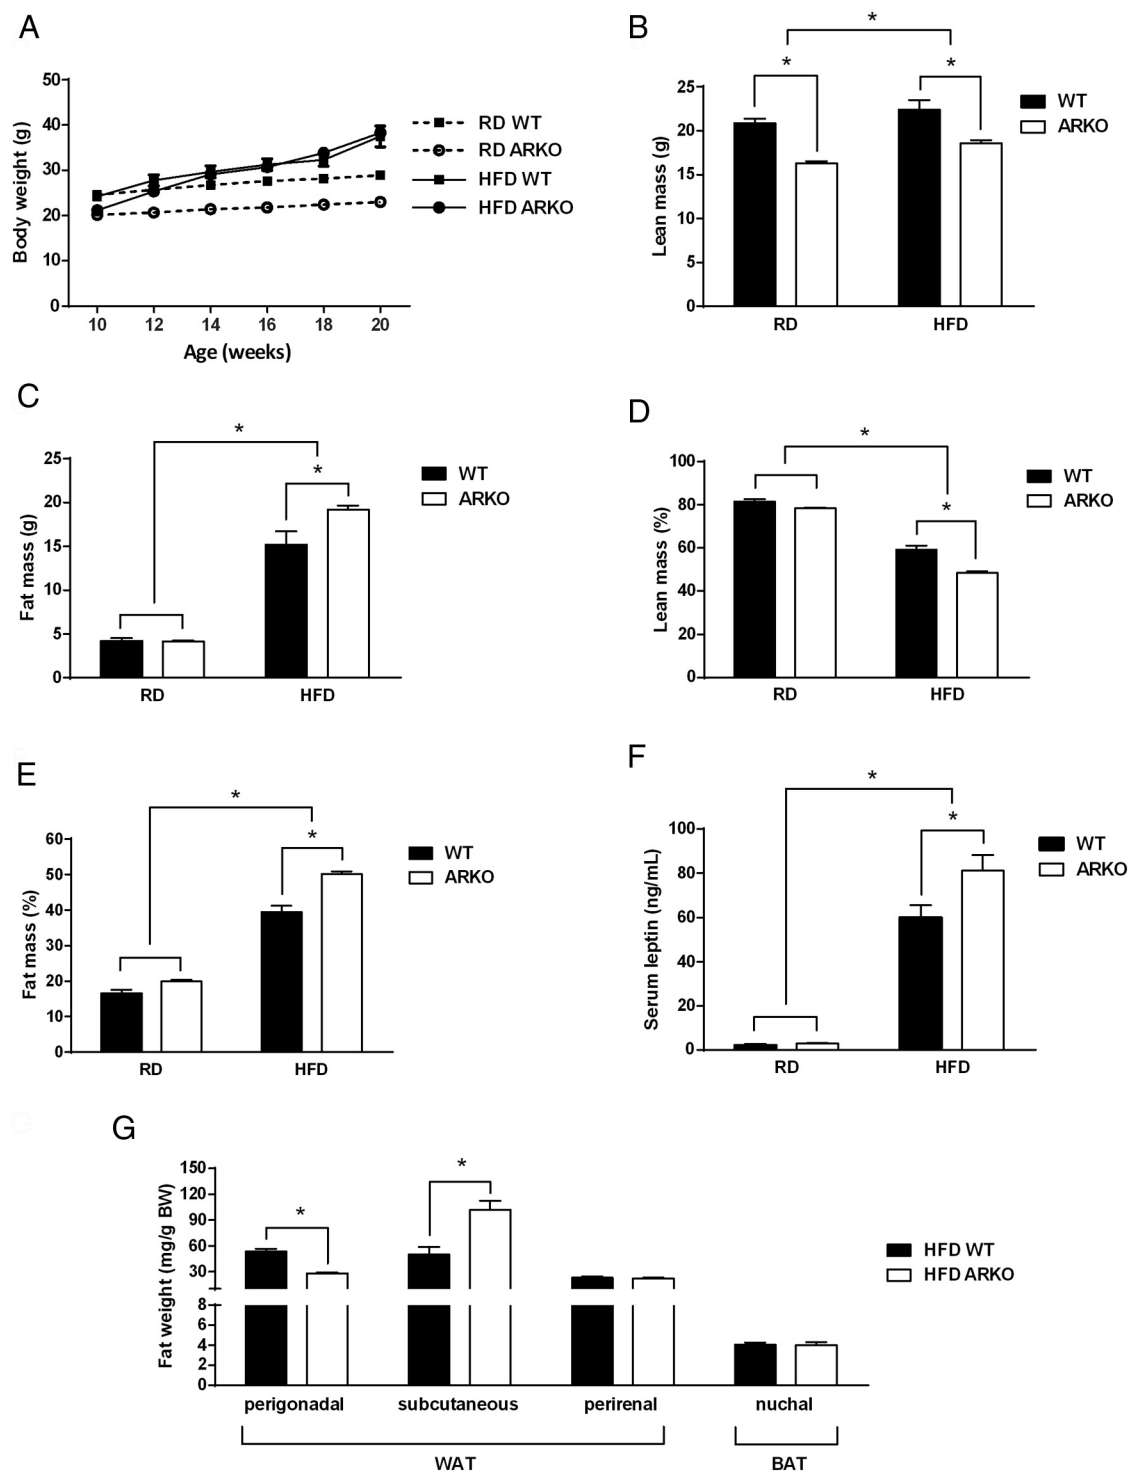 A
Body weight (g)
50
40
30
20
10
0
10 12 14 16 18 20
Age (weeks)
RD WT
RD ARKO
HFD WT
HFD ARKO
B
*
* *
Lean mass (g)
25
20
15
10
5
0
RD HFD
WT
ARKO
C
*
*
Fat mass (g)
25
20
15
10
5
0
RD HFD
WT
ARKO
D
*
*
Lean mass (%)
100
80
60
40
20
0
RD HFD
WT
ARKO
E
*
*
Fat mass (%)
60
50
40
30
20
10
0
RD HFD
WT
ARKO
F
*
*
Serum leptin (ng/mL)
100
80
60
40
20
0
RD HFD
WT
ARKO
G
* *
Fat weight (mg/g BW)
150
120
90
60
30
8
6
4
2
0
perigonadal subcutaneous perirenal nuchal
WAT BAT
HFD WT
HFD ARKO